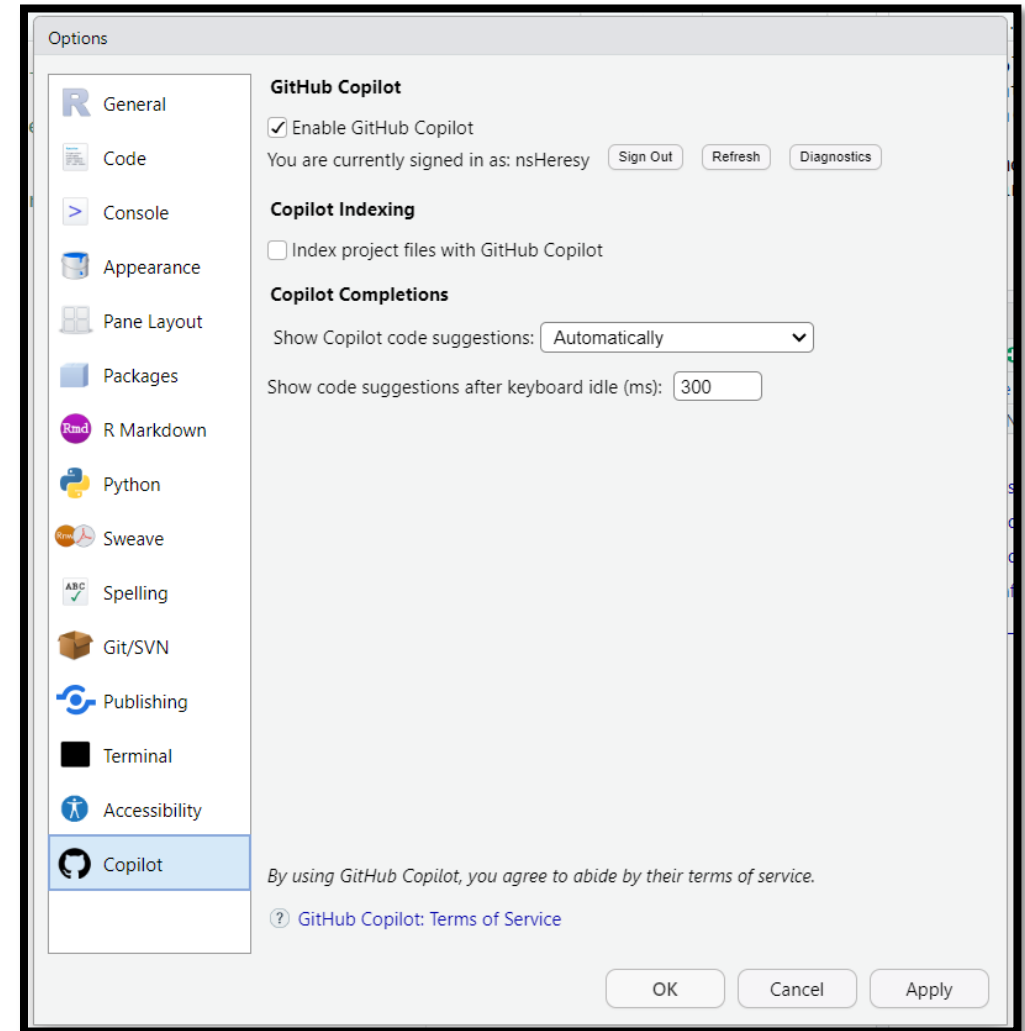 Options
General
Code
Console
Appearance
Pane Layout
Packages
Rmd R Markdown
Python
Rnw Sweave
ABC Spelling
Git/SVN
Publishing
Terminal
Accessibility
Copilot
GitHub Copilot
Enable GitHub Copilot
You are currently signed in as: nsHeresy Sign Out Refresh Diagnostics
Copilot Indexing
Index project files with GitHub Copilot
Copilot Completions
Show Copilot code suggestions: Automatically
Show code suggestions after keyboard idle (ms): 300
By using GitHub Copilot, you agree to abide by their terms of service.
? GitHub Copilot: Terms of Service
OK Cancel Apply